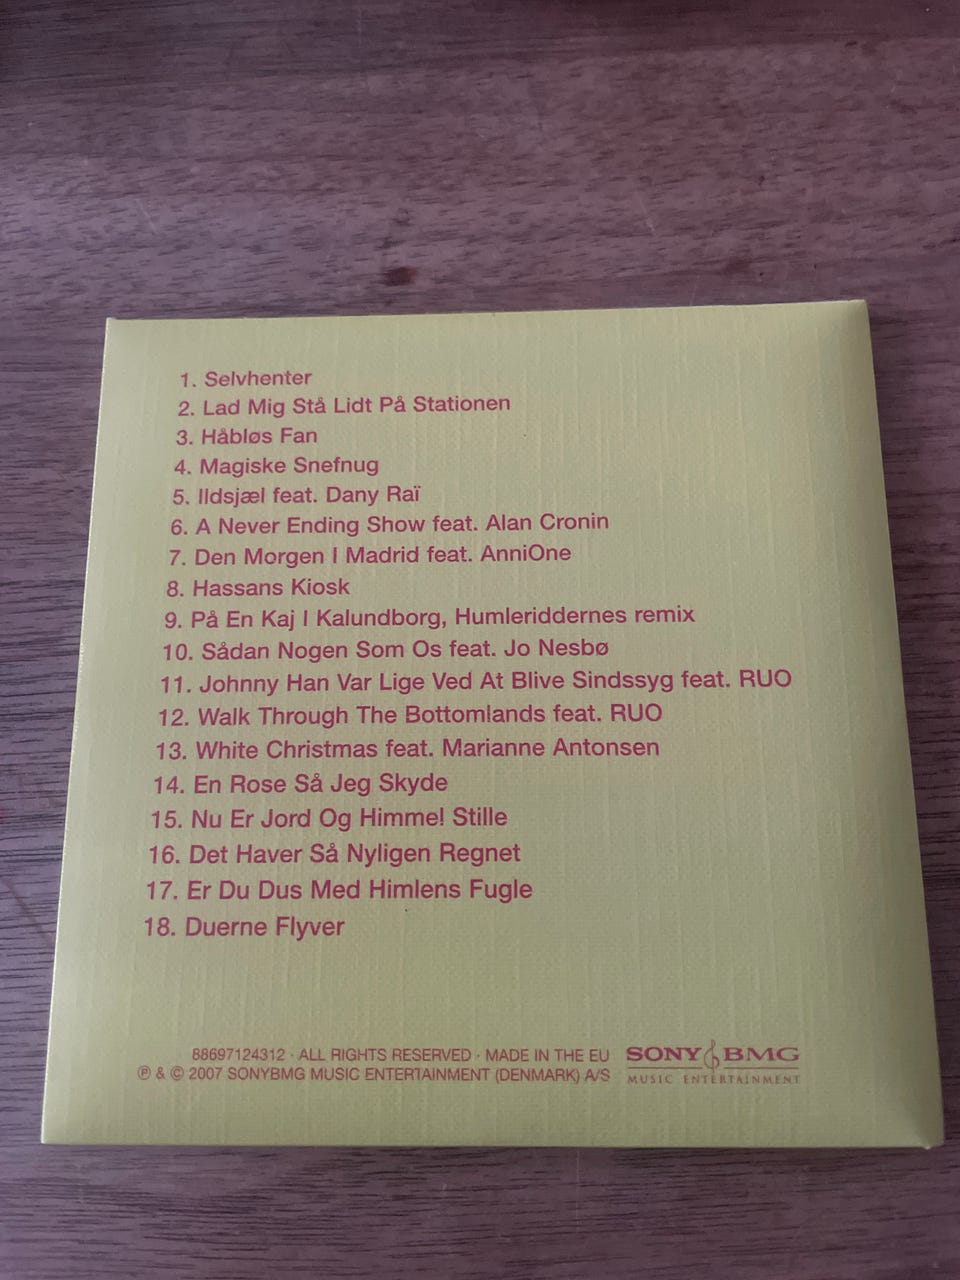 1. Selvhenter
2. Lad Mig Stå Lidt På Stationen
3. Håbløs Fan
4. Magiske Snefnug
5. Ildsjæl feat. Dany Raï
6. A Never Ending Show feat. Alan Cronin
7. Den Morgen I Madrid feat. AnniOne
8. Hassans Kiosk
9. På En Kaj I Kalundborg, Humleriddernes remix
10. Sådan Nogen Som Os feat. Jo Nesbø
11. Johnny Han Var Lige Ved At Blive Sindssyg feat. RUO
12. Walk Through The Bottomlands feat. RUO
13. White Christmas feat. Marianne Antonsen
14. En Rose Så Jeg Skyde
15. Nu Er Jord Og Himmel Stille
16. Det Haver Så Nyligen Regnet
17. Er Du Dus Med Himlens Fugle
18. Duerne Flyver
88697124312 · ALL RIGHTS RESERVED · MADE IN THE EU
℗ & © 2007 SONYBMG MUSIC ENTERTAINMENT (DENMARK) A/S
SONY BMG
MUSIC ENTERTAINMENT